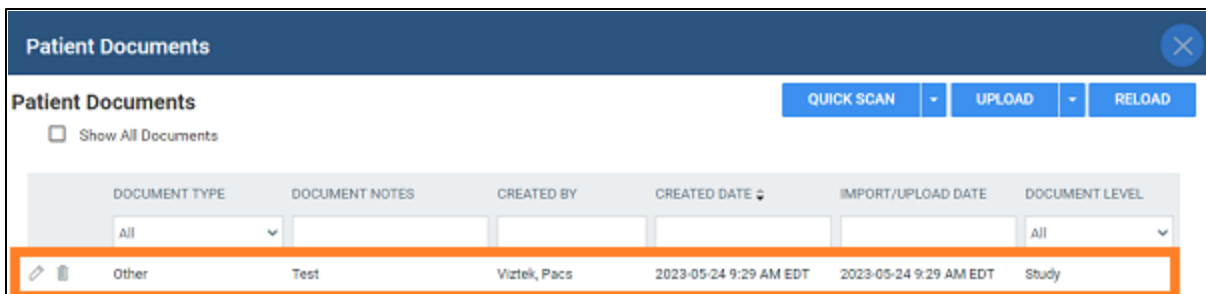 Patient Documents
Patient Documents QUICK SCAN UPLOAD RELOAD
Show All Documents
DOCUMENT TYPE DOCUMENT NOTES CREATED BY CREATED DATE IMPORT/UPLOAD DATE DOCUMENT LEVEL
All All
Other Test Viztek, Pacs 2023-05-24 9:29 AM EDT 2023-05-24 9:29 AM EDT Study